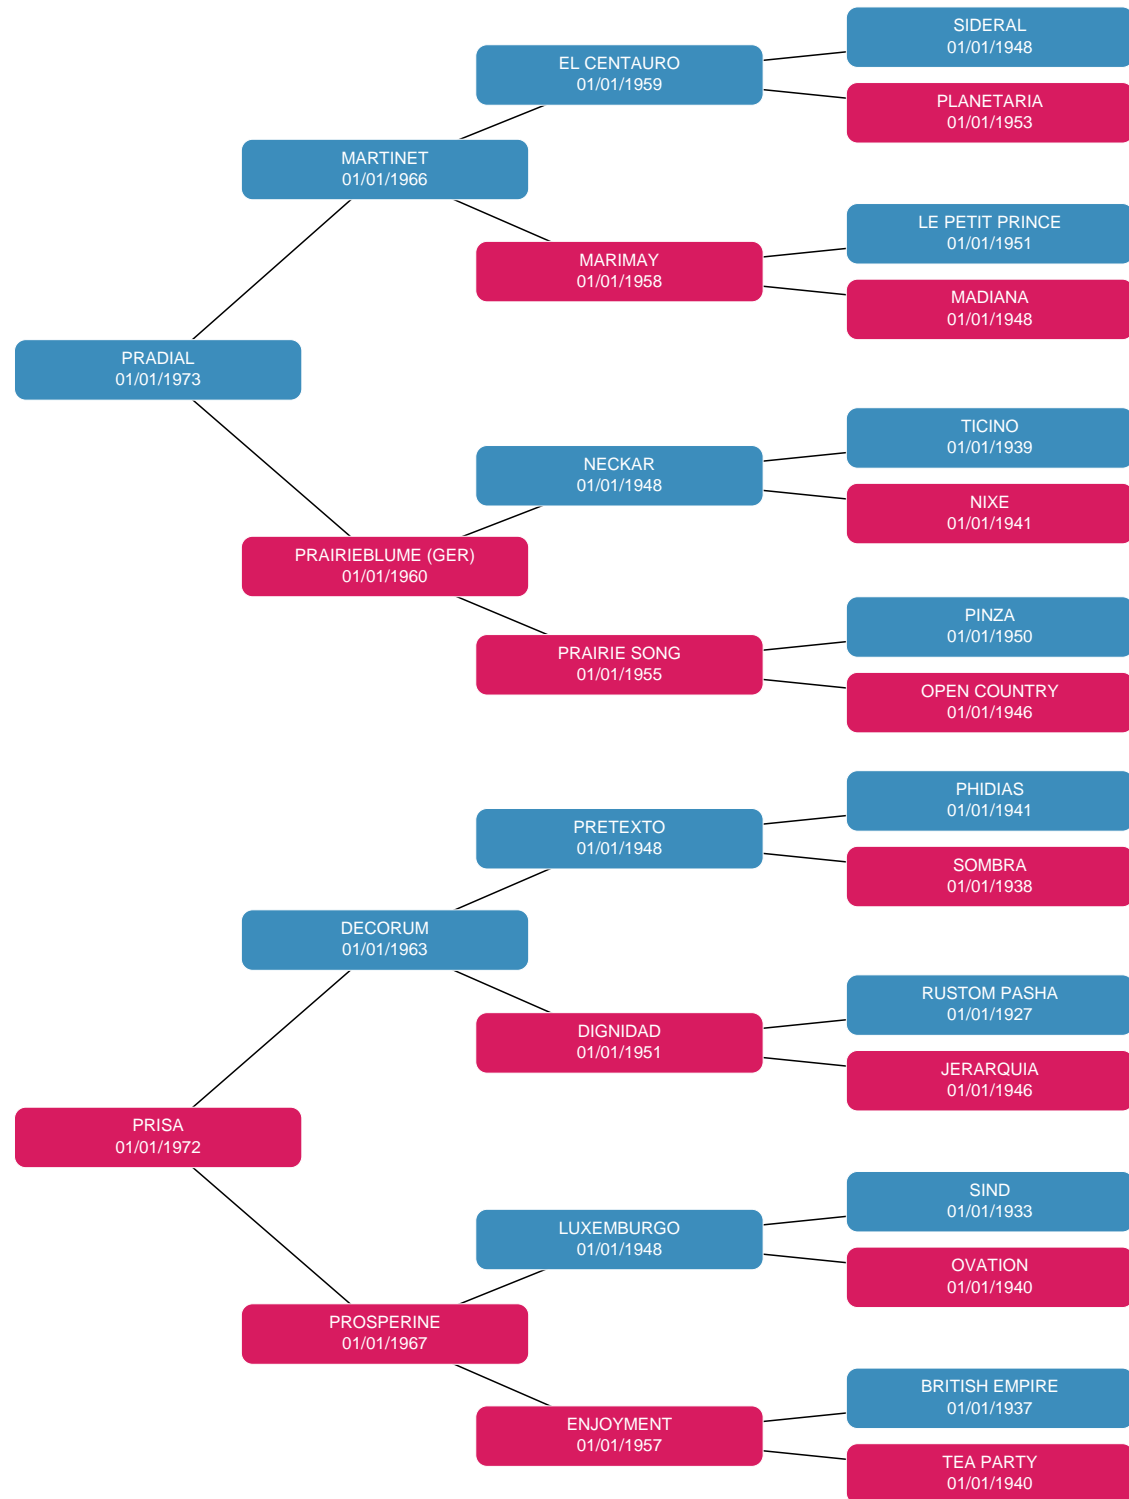 SIDERAL
01/01/1948
EL CENTAURO
01/01/1959
PLANETARIA
01/01/1953
MARTINET
01/01/1966
LE PETIT PRINCE
01/01/1951
MARIMAY
01/01/1958
MADIANA
01/01/1948
PRADIAL
01/01/1973
TICINO
01/01/1939
NECKAR
01/01/1948
NIXE
01/01/1941
PRAIRIEBLUME (GER)
01/01/1960
PINZA
01/01/1950
PRAIRIE SONG
01/01/1955
OPEN COUNTRY
01/01/1946
PHIDIAS
01/01/1941
PRETEXTO
01/01/1948
SOMBRA
01/01/1938
DECORUM
01/01/1963
RUSTOM PASHA
01/01/1927
DIGNIDAD
01/01/1951
JERARQUIA
01/01/1946
PRISA
01/01/1972
SIND
01/01/1933
LUXEMBURGO
01/01/1948
OVATION
01/01/1940
PROSPERINE
01/01/1967
BRITISH EMPIRE
01/01/1937
ENJOYMENT
01/01/1957
TEA PARTY
01/01/1940